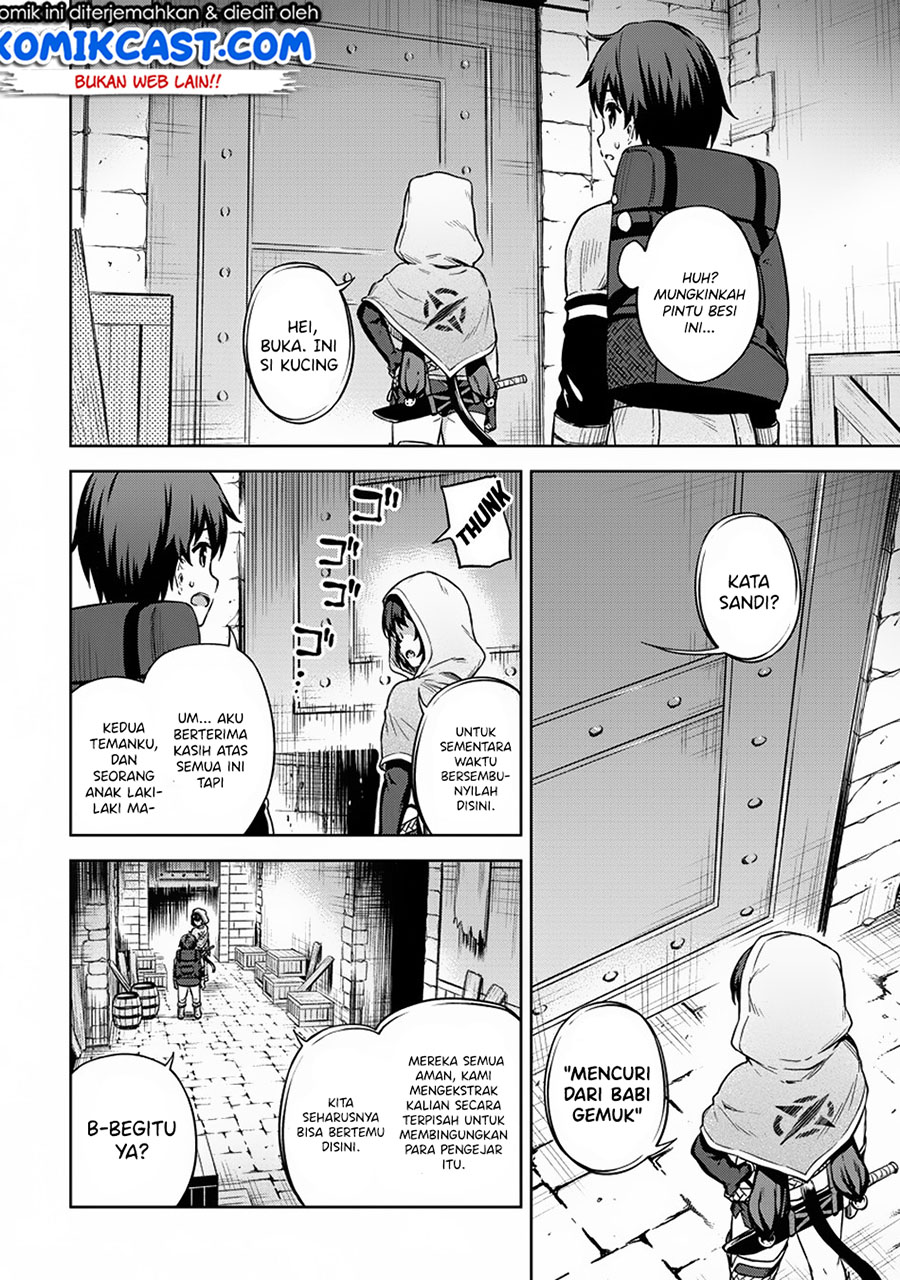 komik ini diterjemahkan & diedit oleh
KOMIKCAST.COM
BUKAN WEB LAIN!!
HUH?
MUNGKINKAH
PINTU BESI
INI...
HEI,
BUKA. INI
SI KUCING
KATA
SANDI?
"MENCURI
DARI BABI
GEMUK"
THUNK
ゴゴゴ...
UNTUK
SEMENTARA
WAKTU
BERSEMBU-
NYILAH
DISINI.
UM... AKU
BERTERIMA
KASIH ATAS
SEMUA INI
TAPI
KEDUA
TEMANKU,
DAN
SEORANG
ANAK LAKI-
LAKI MA-
MEREKA SEMUA
AMAN, KAMI
MENGEKSTRAK
KALIAN SECARA
TERPISAH UNTUK
MEMBINGUNGKAN
PARA PENGEJAR
ITU.
KITA
SEHARUSNYA
BISA BERTEMU
DISINI.
B-BEGITU
YA?